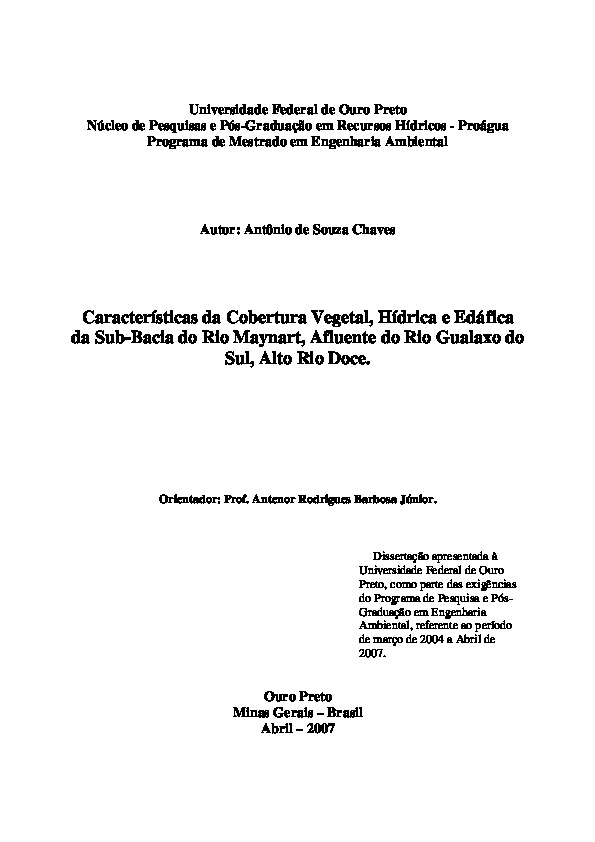 Universidade Federal de Ouro Preto
Núcleo de Pesquisas e Pós-Graduação em Recursos Hídricos - Proágua
Programa de Mestrado em Engenharia Ambiental
Autor: Antônio de Souza Chaves
Características da Cobertura Vegetal, Hídrica e Edáfica
da Sub-Bacia do Rio Maynart, Afluente do Rio Gualaxo do
Sul, Alto Rio Doce.
Orientador: Prof. Antenor Rodrigues Barbosa Júnior.
Dissertação apresentada à
Universidade Federal de Ouro
Preto, como parte das exigências
do Programa de Pesquisa e Pós-
Graduação em Engenharia
Ambiental, referente ao período
de março de 2004 a Abril de
2007.
Ouro Preto
Minas Gerais – Brasil
Abril – 2007